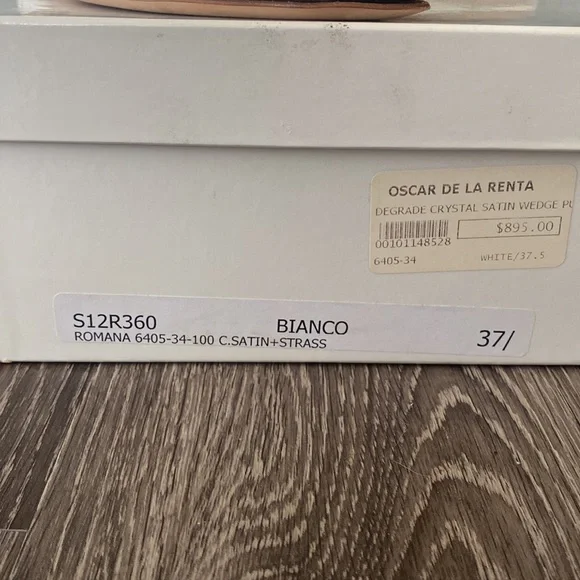 OSCAR DE LA RENTA
DEGRADE CRYSTAL SATIN WEDGE
$895.00
00101148528
6405-34 WHITE/37.5
S12R360 BIANCO 37/
ROMANA 6405-34-100 C.SATIN+STRASS